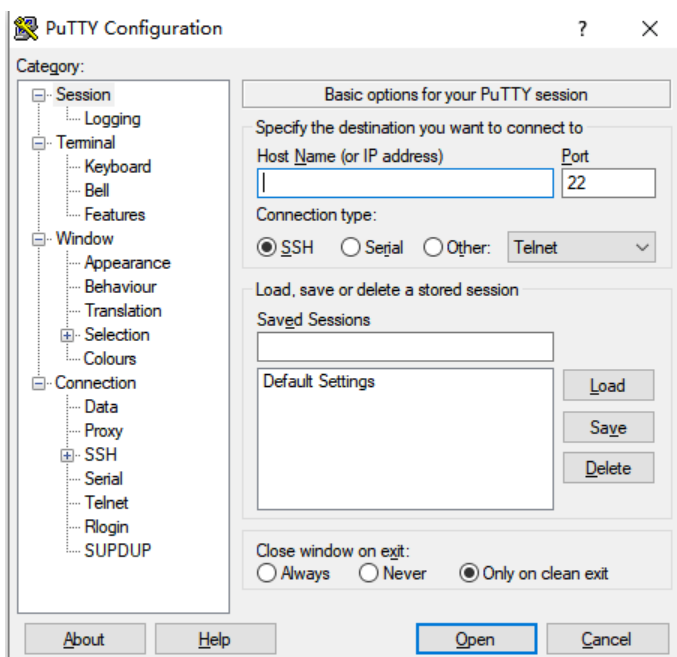 PuTTY Configuration
?
Category:
Session
Logging
Terminal
Keyboard
Bell
Features
Window
Appearance
Behaviour
Translation
Selection
Colours
Connection
Data
Proxy
SSH
Serial
Telnet
Rlogin
SUPDUP
Basic options for your PuTTY session
Specify the destination you want to connect to
Host Name (or IP address) Port
22
Connection type:
SSH Serial Other: Telnet
Load, save or delete a stored session
Saved Sessions
Default Settings
Load
Save
Delete
Close window on exit:
Always Never Only on clean exit
About Help Open Cancel